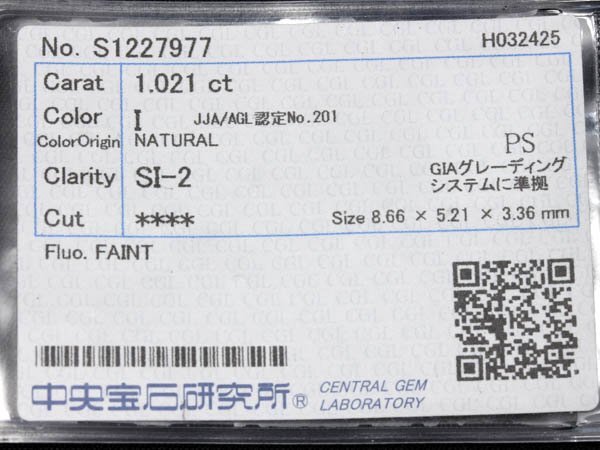 No. S1227977 H032425
Carat 1.021 ct
Color I JJA/AGL認定No.201
ColorOrigin NATURAL PS
Clarity SI-2 GIAグレーディング
システムに準拠
Cut **** Size 8.66 × 5.21 × 3.36 mm
Fluo. FAINT
中央宝石研究所® CENTRAL GEM
LABORATORY